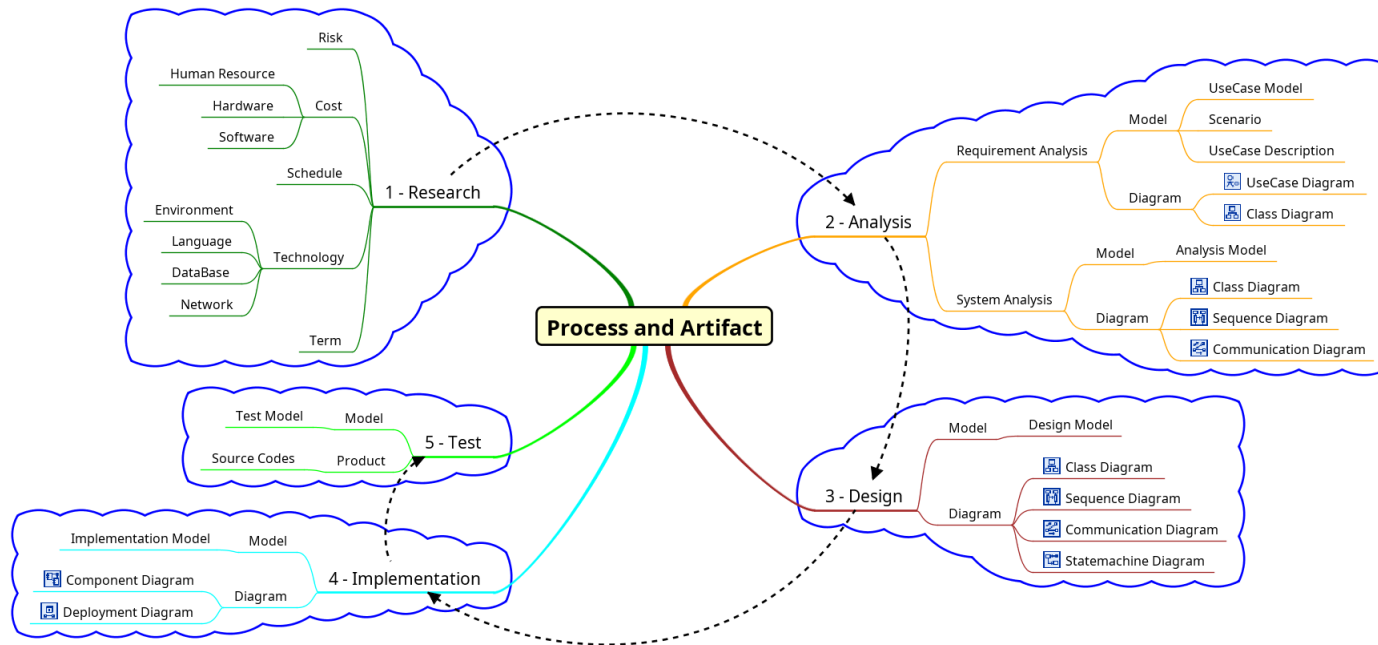 Process and Artifact
1 - Research
Risk
Cost
Human Resource
Hardware
Software
Schedule
Technology
Environment
Language
DataBase
Network
Term
2 - Analysis
Requirement Analysis
Model
UseCase Model
Scenario
UseCase Description
Diagram
UseCase Diagram
Class Diagram
System Analysis
Model
Analysis Model
Diagram
Class Diagram
Sequence Diagram
Communication Diagram
3 - Design
Model
Design Model
Diagram
Class Diagram
Sequence Diagram
Communication Diagram
Statemachine Diagram
4 - Implementation
Model
Implementation Model
Diagram
Component Diagram
Deployment Diagram
5 - Test
Model
Test Model
Product
Source Codes